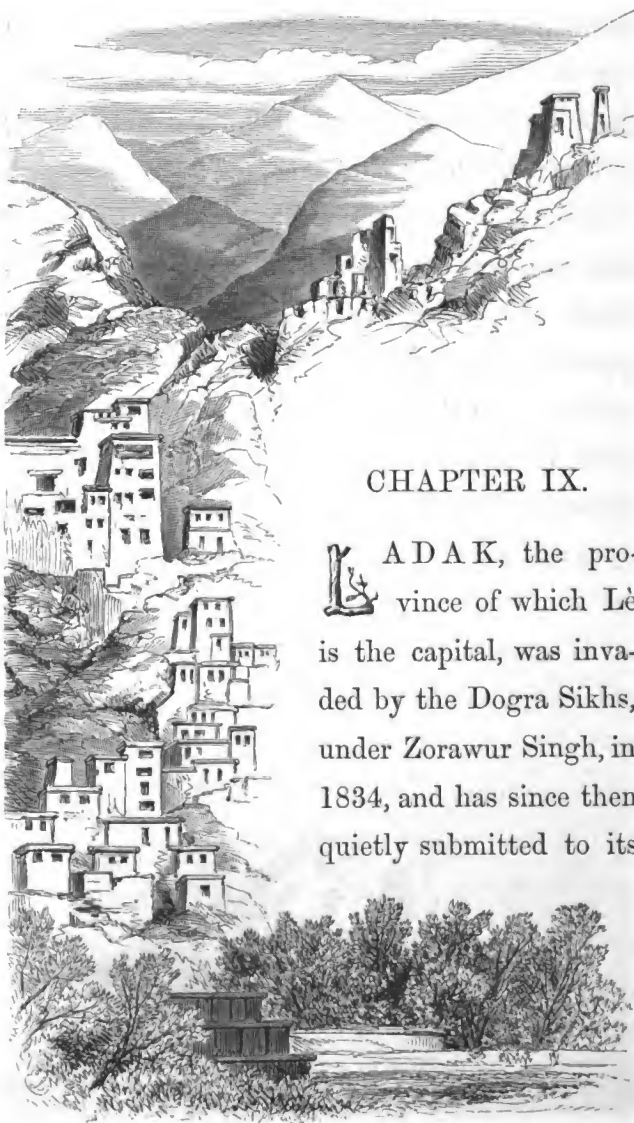 CHAPTER IX.
LADAK, the pro-
vince of which Lè
is the capital, was inva-
ded by the Dogra Sikhs,
under Zorawur Singh, in
1834, and has since then
quietly submitted to its